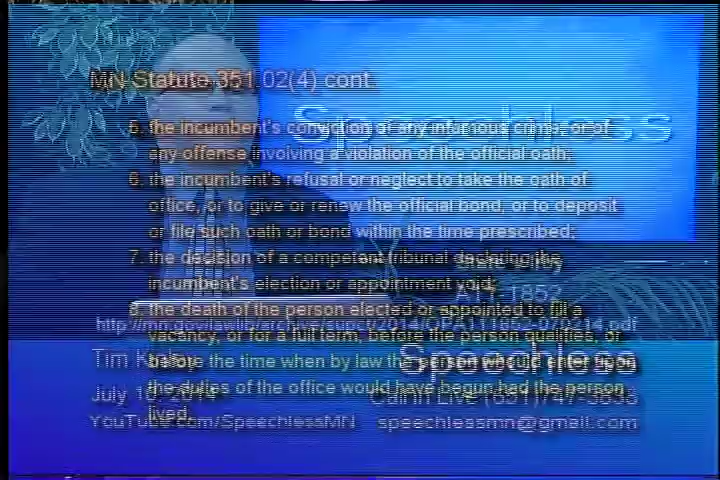 MN Statute 351.02(4) cont.
Speechless
5. the incumbent's conviction of any infamous crime, or of
any offense involving a violation of the official oath;
6. the incumbent's refusal or neglect to take the oath of
office, or to give or renew the official bond, or to deposit
or file such oath or bond within the time prescribed;
7. the decision of a competent tribunal declaring the
incumbent's election or appointment void;
State v.
A11-1852
8. the death of the person elected or appointed to fill a
http://mn.gov/lawlib/archive/supct/2014/OPA111852-070214.pdf
vacancy, or for a full term, before the person qualifies, or
before the time when by law the person should enter upon
the duties of the office would have begun had the person
lived.
Tim
Speechless
July 10, 2014
Call in Live (651) 747-3838
YouTube.com/SpeechlessMN
speechlessmn@gmail.com